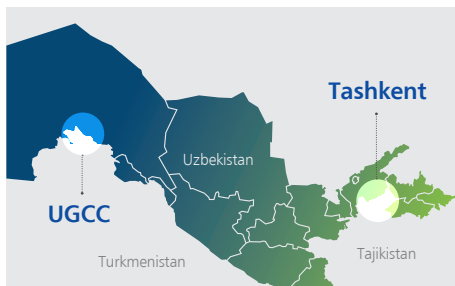 Tashkent
Uzbekistan
UGCC
Turkmenistan
Tajikistan